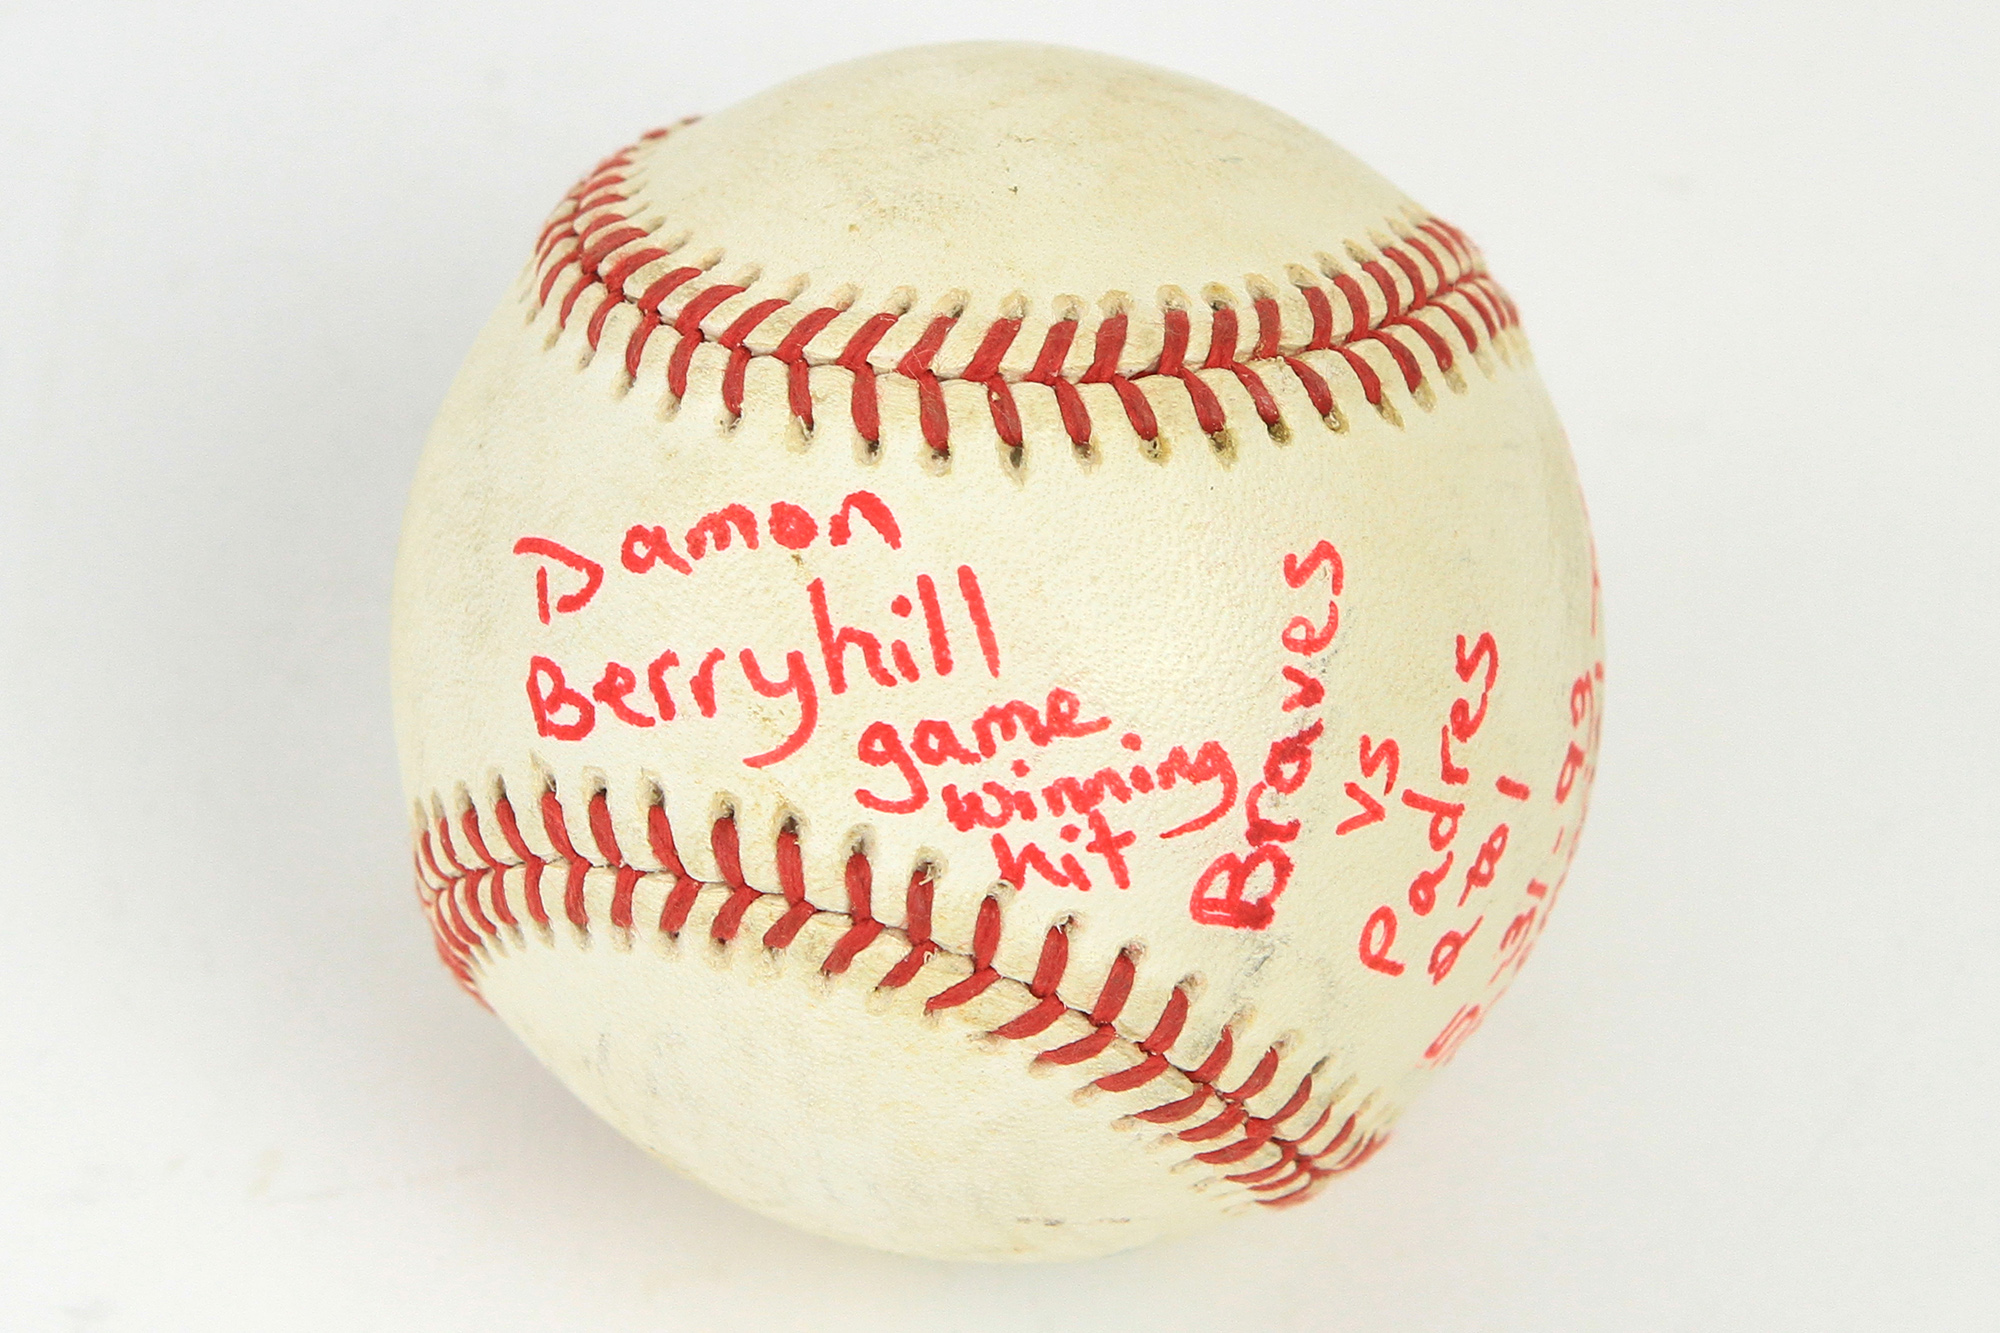 Damon
Berryhill
game
winning
hit
Braves
vs
Padres
2 to 1